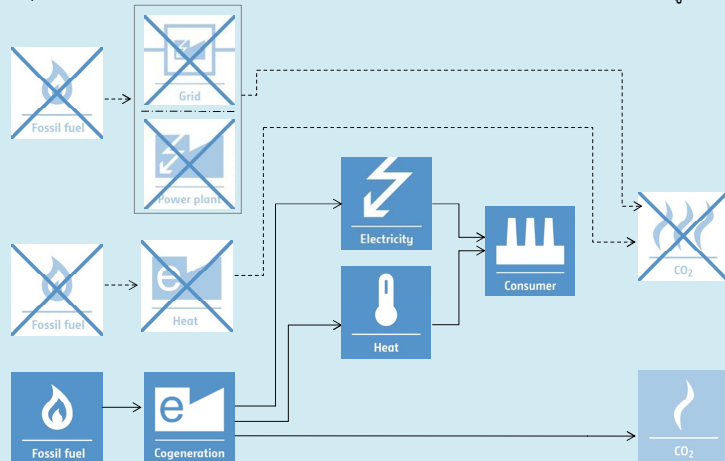 Grid
Fossil fuel
Power plant
Electricity
CO₂
Consumer
e
Fossil fuel
Heat
Heat
e
Fossil fuel
Cogeneration
CO₂